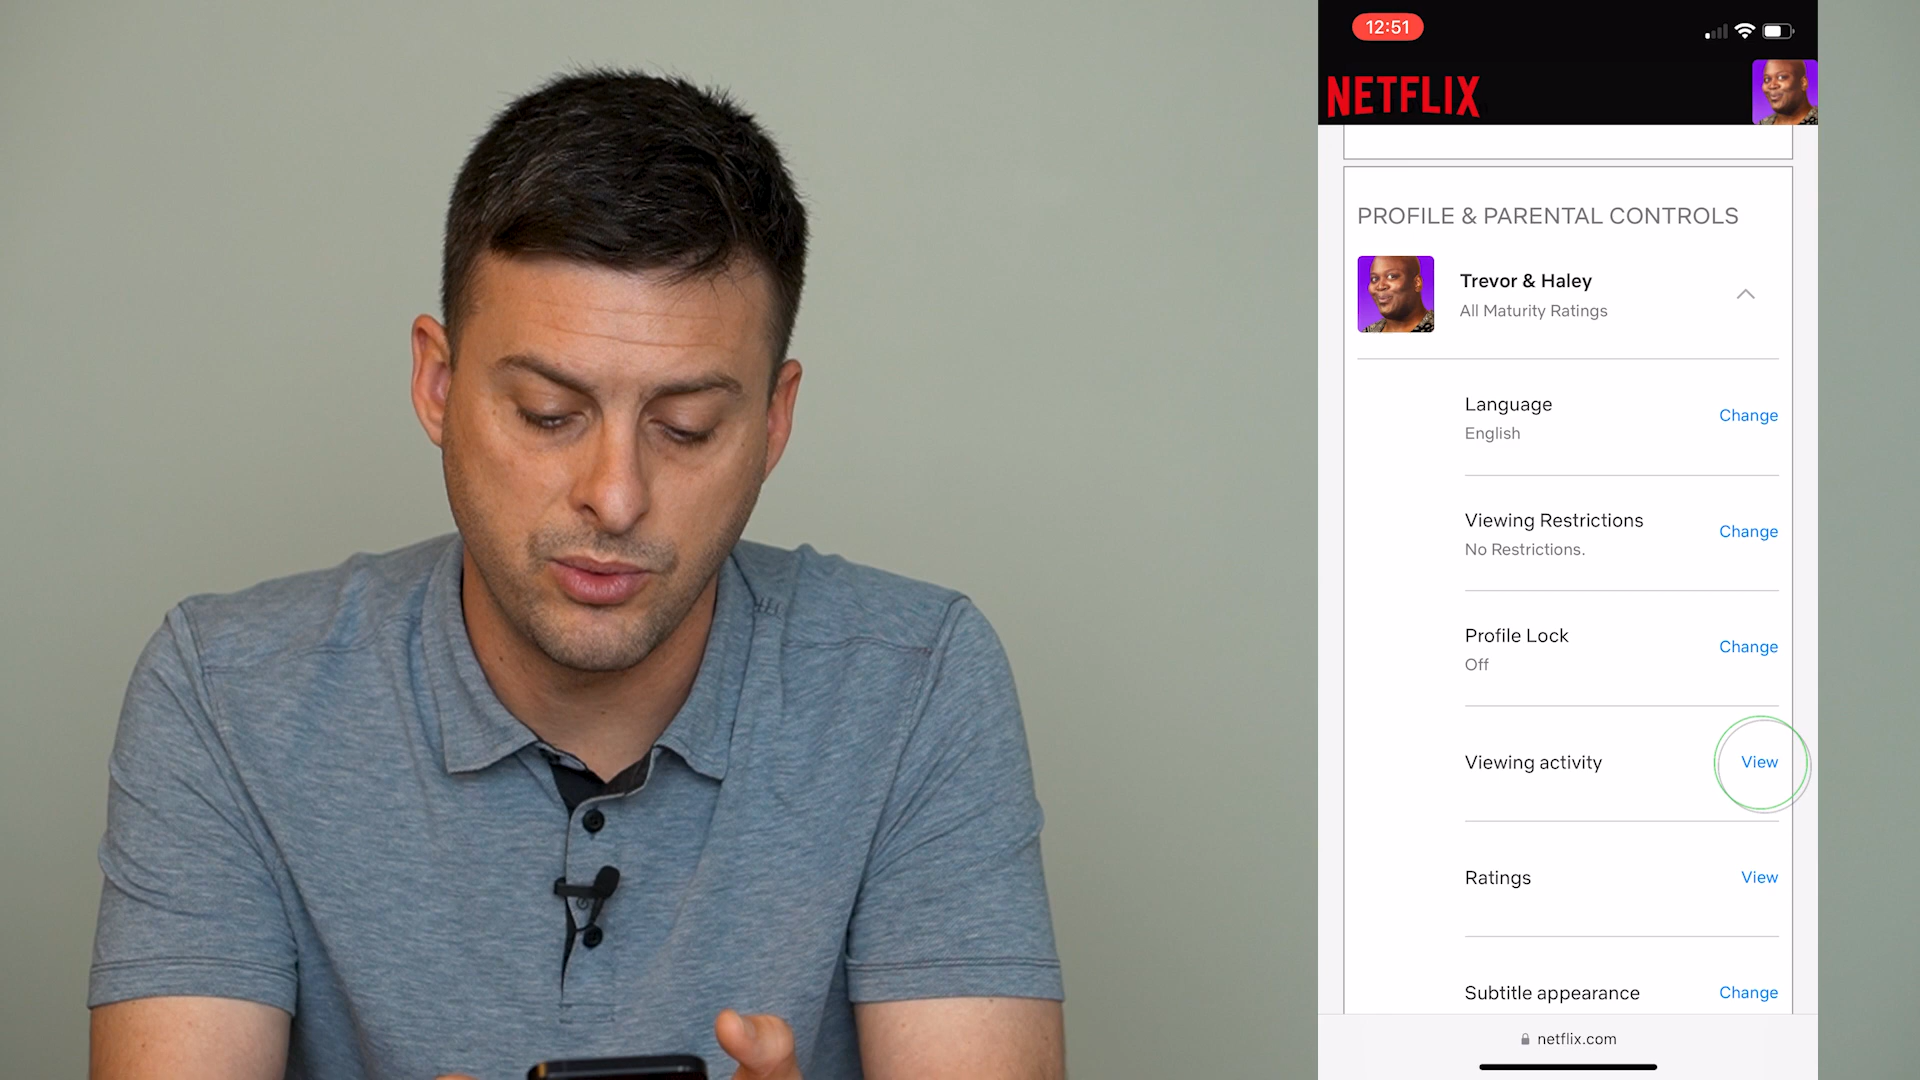 12:51
NETFLIX
PROFILE & PARENTAL CONTROLS
Trevor & Haley
All Maturity Ratings
Language
English
Change
Viewing Restrictions
No Restrictions.
Change
Profile Lock
Off
Change
Viewing activity
View
Ratings
View
Subtitle appearance
Change
netflix.com